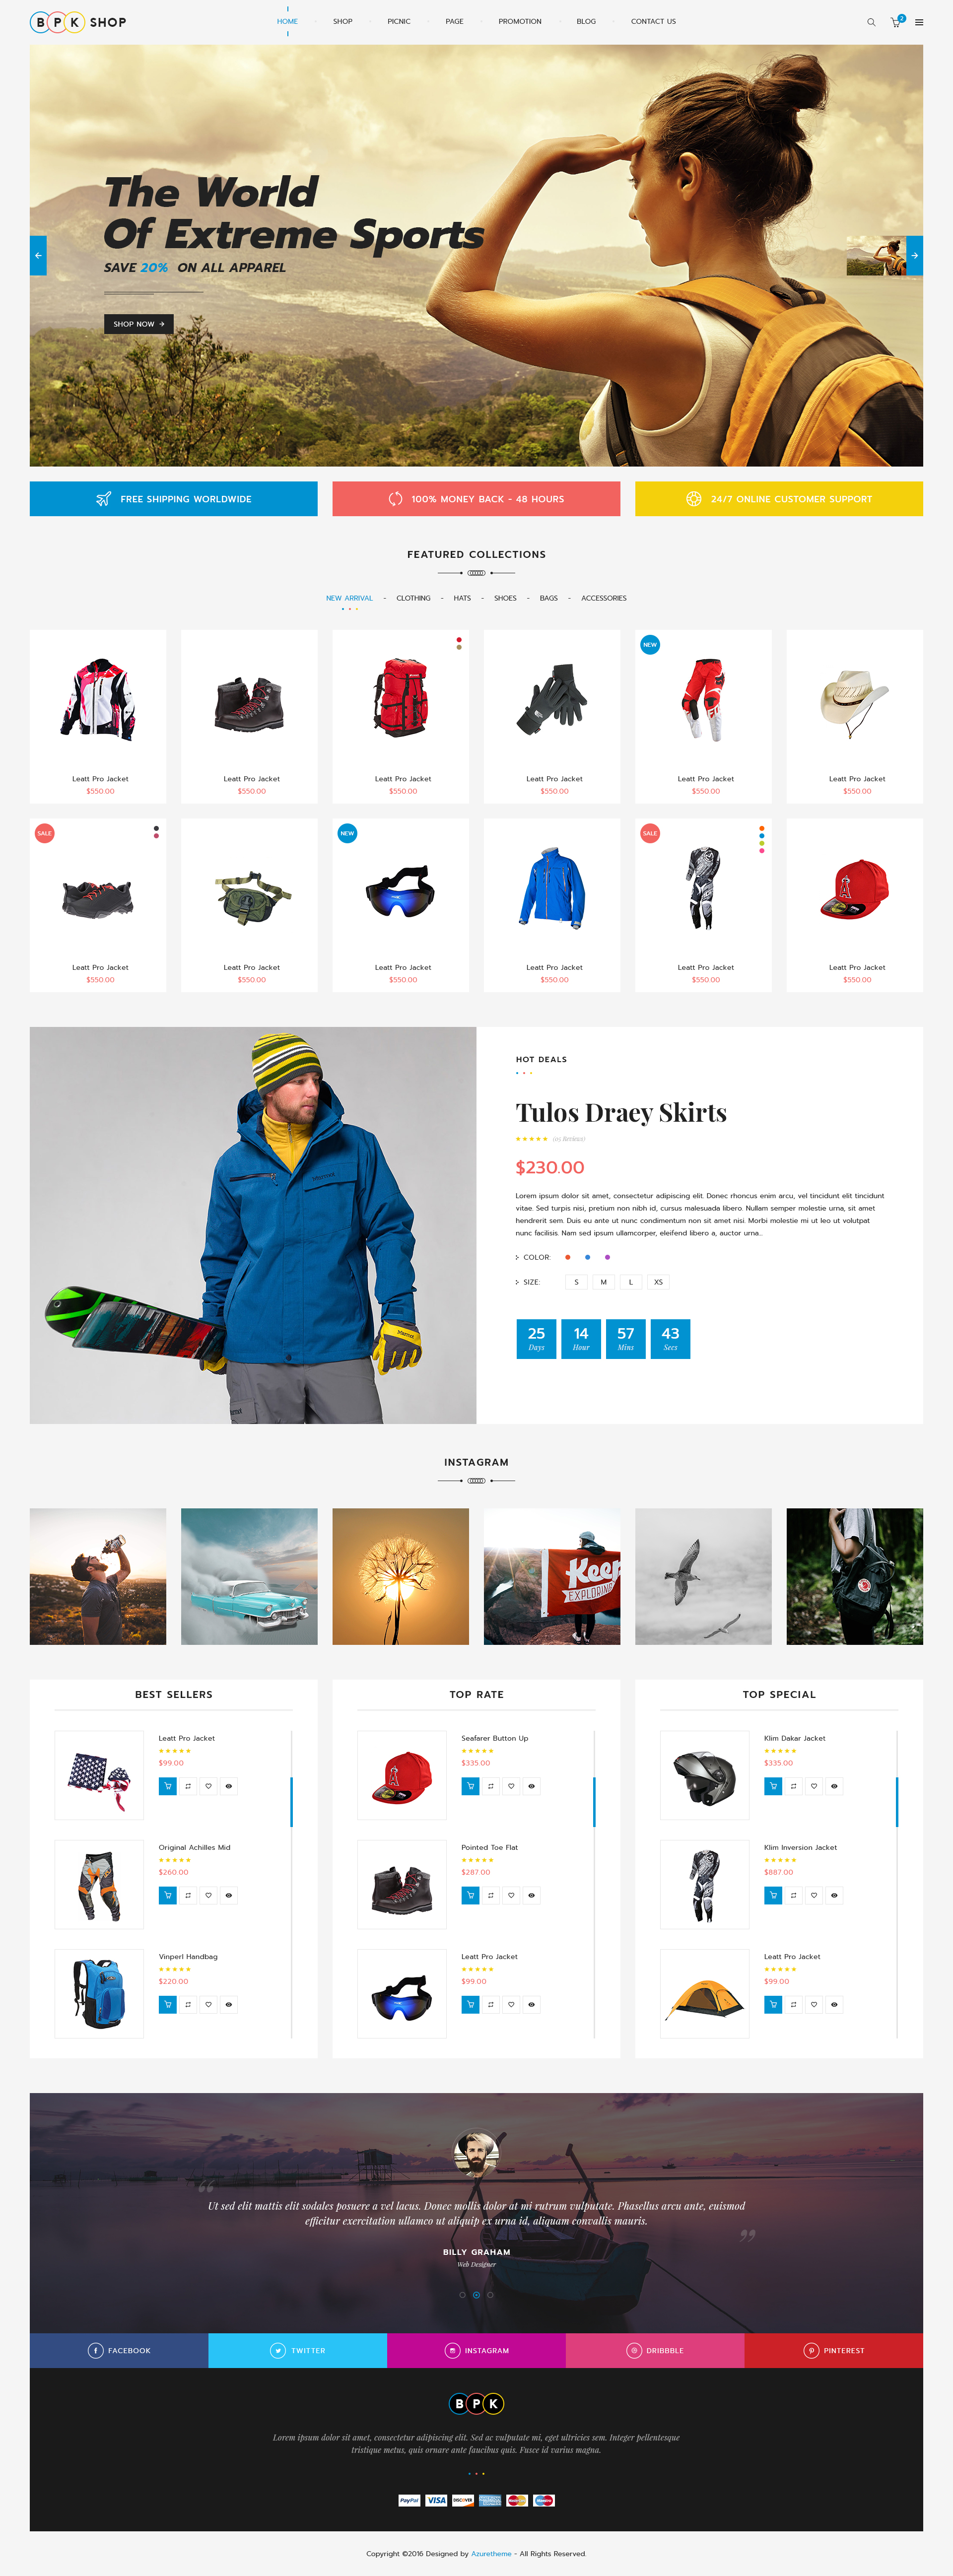 BPK SHOP
HOME
SHOP
PICNIC
PAGE
PROMOTION
BLOG
CONTACT US
2
The World
Of Extreme Sports
SAVE 20% ON ALL APPAREL
SHOP NOW
FREE SHIPPING WORLDWIDE
100% MONEY BACK - 48 HOURS
24/7 ONLINE CUSTOMER SUPPORT
FEATURED COLLECTIONS
NEW ARRIVAL - CLOTHING - HATS - SHOES - BAGS - ACCESSORIES
NEW
Leatt Pro Jacket
$550.00
Leatt Pro Jacket
$550.00
Leatt Pro Jacket
$550.00
Leatt Pro Jacket
$550.00
Leatt Pro Jacket
$550.00
Leatt Pro Jacket
$550.00
SALE
NEW
SALE
Leatt Pro Jacket
$550.00
Leatt Pro Jacket
$550.00
Leatt Pro Jacket
$550.00
Leatt Pro Jacket
$550.00
Leatt Pro Jacket
$550.00
Leatt Pro Jacket
$550.00
HOT DEALS
Tulos Draey Skirts
$230.00
Lorem ipsum dolor sit amet, consectetur adipiscing elit. Donec rhoncus enim arcu, vel tincidunt elit tincidunt
vitae. Sed turpis nisi, pretium non nibh id, cursus malesuada libero. Nullam semper molestie urna, sit amet
hendrerit sem. Duis eu ante ut nunc condimentum non sit amet nisi. Morbi molestie mi ut leo ut volutpat
nunc facilisis. Nam sed ipsum ullamcorper, eleifend libero a, auctor urna...
COLOR:
SIZE:
S
M
L
XS
25
Days
14
Hour
57
Mins
43
Secs
INSTAGRAM
Keep
EXPLORING
BEST SELLERS
Leatt Pro Jacket
$99.00
Original Achilles Mid
$260.00
Vinperl Handbag
$220.00
TOP RATE
Seafarer Button Up
$335.00
Pointed Toe Flat
$287.00
Leatt Pro Jacket
$99.00
TOP SPECIAL
Klim Dakar Jacket
$335.00
Klim Inversion Jacket
$887.00
Leatt Pro Jacket
$99.00
Ut sed elit mattis elit sodales posuere a vel lacus. Donec mollis dolor at mi rutrum vulputate. Phasellus arcu ante, euismod
efficitur exercitation ullamco ut aliquip ex urna id, aliquam convallis mauris.
BILLY GRAHAM
Web Designer
FACEBOOK
TWITTER
INSTAGRAM
DRIBBBLE
PINTEREST
BPK
Lorem ipsum dolor sit amet, consectetur adipiscing elit. Sed ac vulputate mi, eget ultricies sem. Integer pellentesque
tristique metus, quis ornare ante faucibus quis. Fusce id varius magna.
PayPal
VISA
DISCOVER
Copyright ©2016 Designed by Azuretheme - All Rights Reserved.